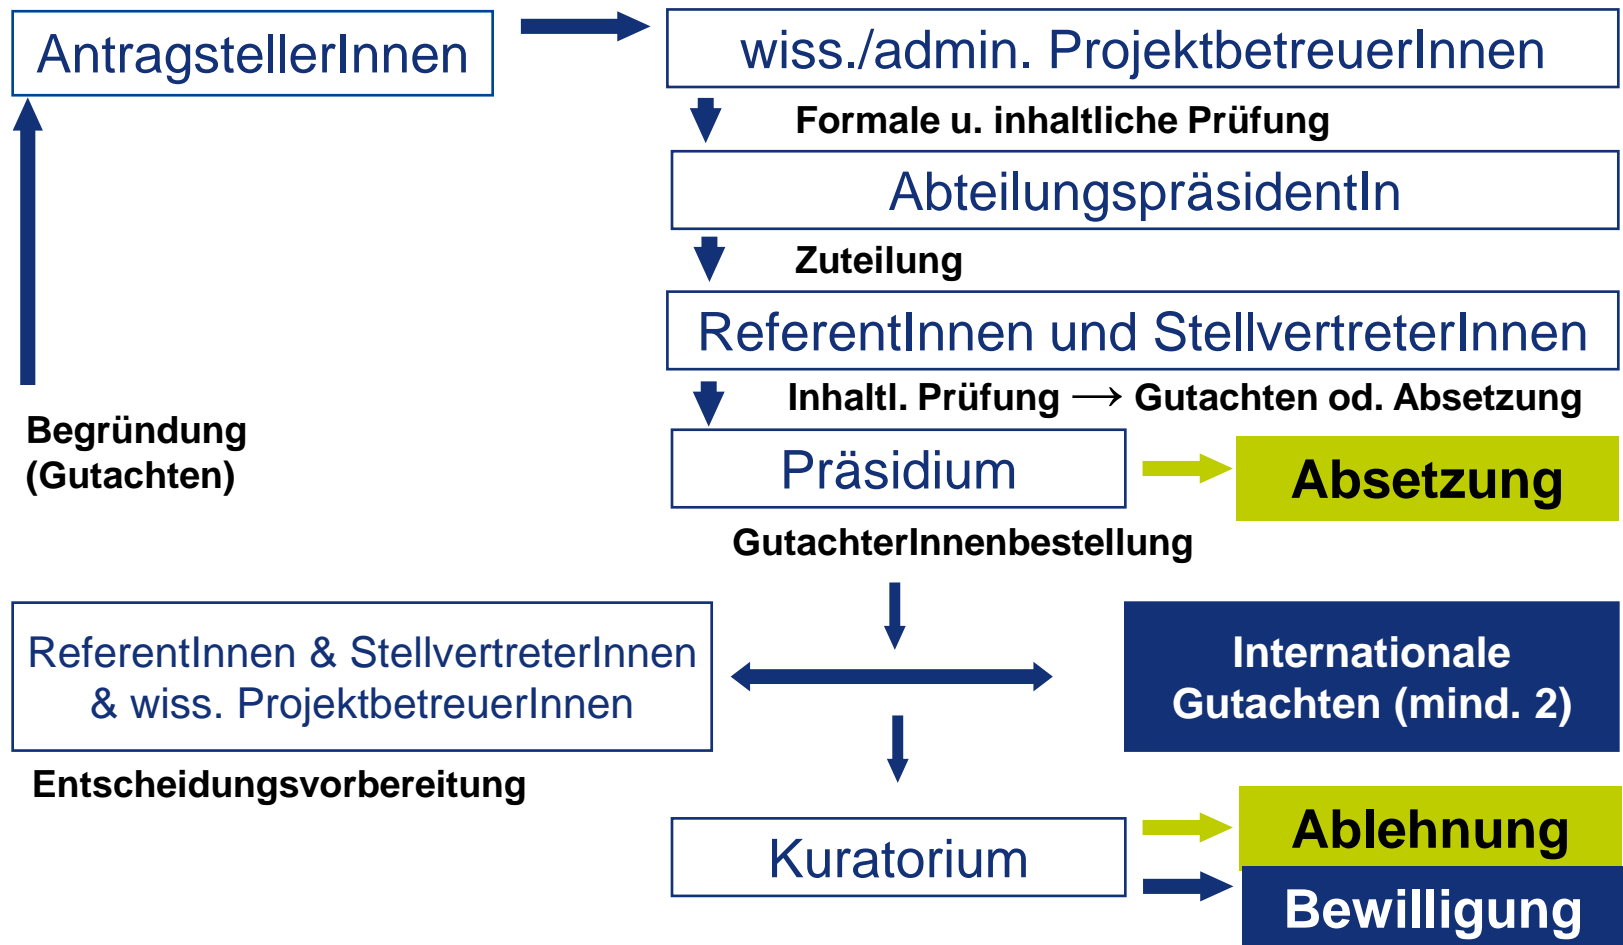 AntragstellerInnen
wiss./admin. ProjektbetreuerInnen
Formale u. inhaltliche Prüfung
AbteilungspräsidentIn
Zuteilung
ReferentInnen und StellvertreterInnen
Inhaltl. Prüfung → Gutachten od. Absetzung
Begründung
(Gutachten)
Präsidium
Absetzung
GutachterInnenbestellung
ReferentInnen & StellvertreterInnen
& wiss. ProjektbetreuerInnen
Internationale
Gutachten (mind. 2)
Entscheidungsvorbereitung
Kuratorium
Ablehnung
Bewilligung